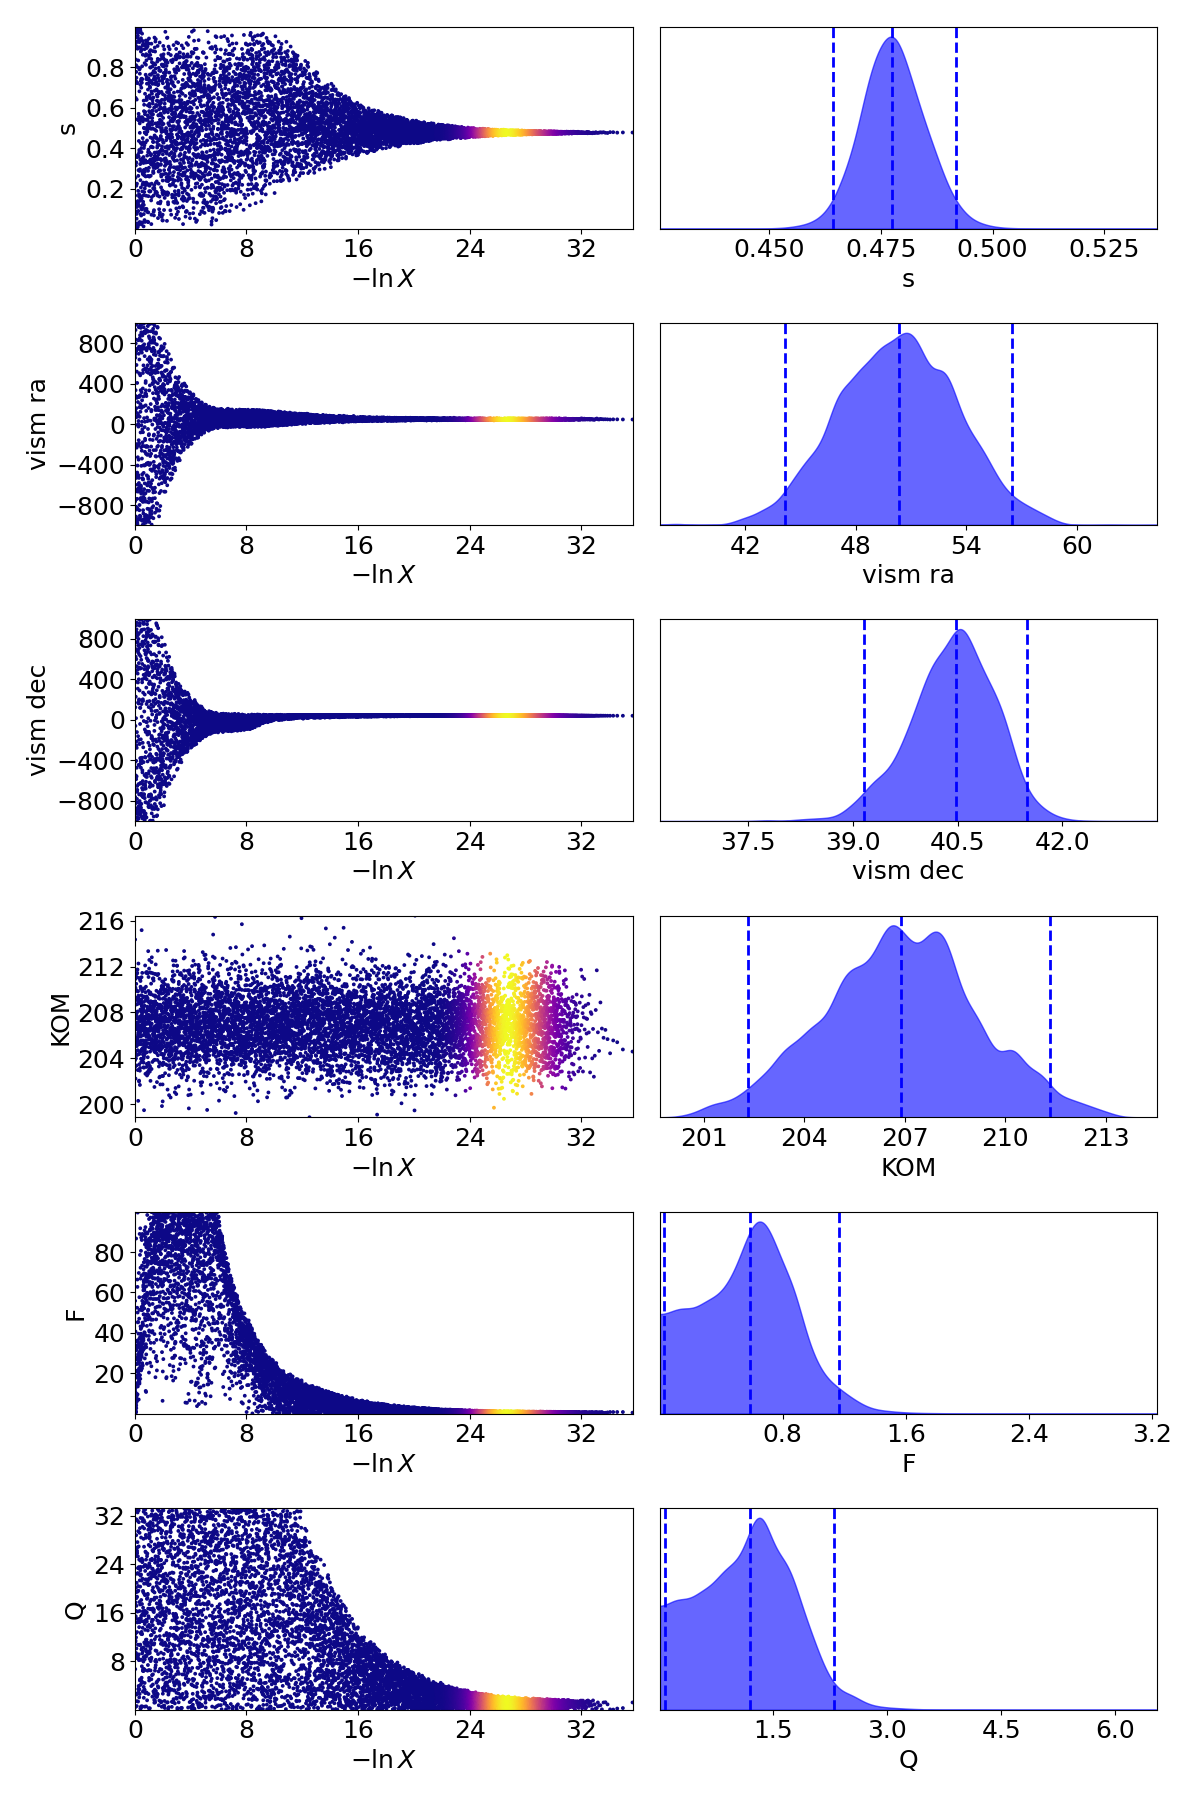 s
0.8
0.6
0.4
0.2
0 8 16 24 32
−ln X
0.450 0.475 0.500 0.525
s
vism ra
800
400
0
−400
−800
0 8 16 24 32
−ln X
42 48 54 60
vism ra
vism dec
800
400
0
−400
−800
0 8 16 24 32
−ln X
37.5 39.0 40.5 42.0
vism dec
KOM
216
212
208
204
200
0 8 16 24 32
−ln X
201 204 207 210 213
KOM
F
80
60
40
20
0 8 16 24 32
−ln X
0.8 1.6 2.4 3.2
F
Q
32
24
16
8
0 8 16 24 32
−ln X
1.5 3.0 4.5 6.0
Q